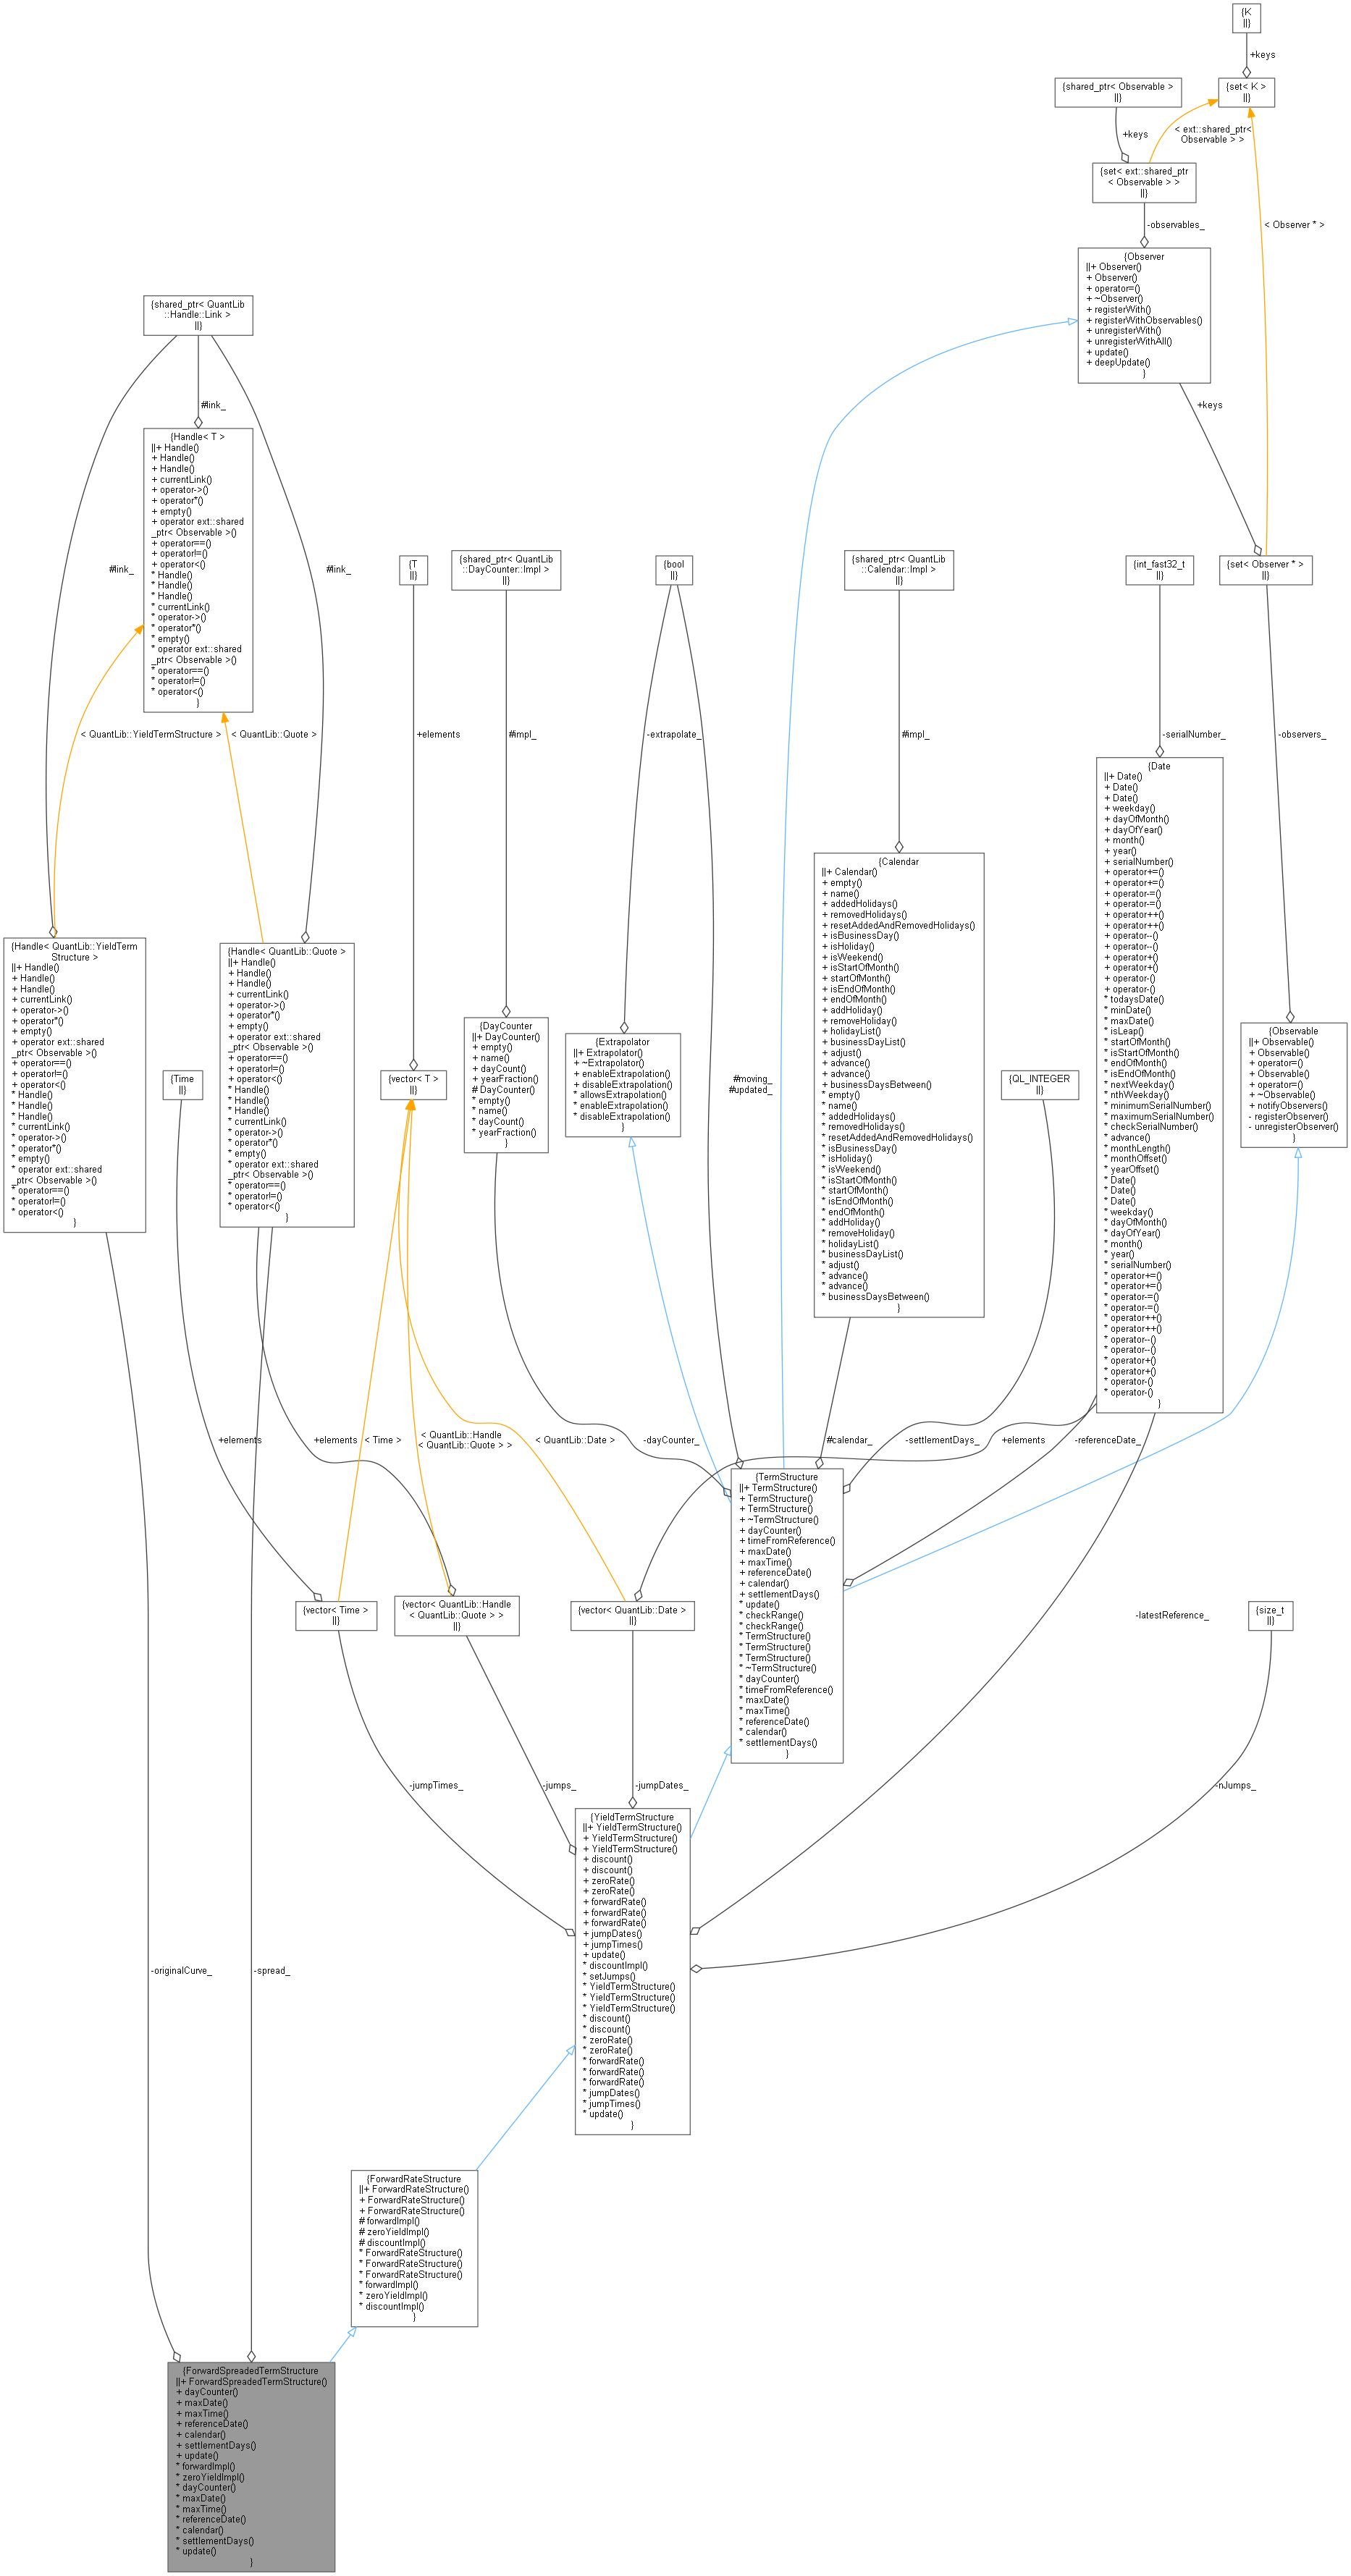 {K
||}
+keys
{shared_ptr< Observable >
||}
{set< K >
||}
+keys
< ext::shared_ptr<
Observable > >
{set< ext::shared_ptr
< Observable > >
||}
-observables_
< Observer * >
{Observer
||+ Observer()
+ Observer()
+ operator=()
+ ~Observer()
+ registerWith()
+ registerWithObservables()
+ unregisterWith()
+ unregisterWithAll()
+ update()
+ deepUpdate()
}
{shared_ptr< QuantLib
::Handle::Link >
||}
#link_
+keys
{Handle< T >
||+ Handle()
+ Handle()
+ Handle()
+ currentLink()
+ operator->()
+ operator*()
+ empty()
+ operator ext::shared
_ptr< Observable >()
+ operator==()
+ operator!=()
+ operator<()
* Handle()
* Handle()
* Handle()
* currentLink()
* operator->()
* operator*()
* empty()
* operator ext::shared
_ptr< Observable >()
* operator==()
* operator!=()
* operator<()
}
#link_
#link_
{T
||}
{shared_ptr< QuantLib
::DayCounter::Impl >
||}
{bool
||}
{shared_ptr< QuantLib
::Calendar::Impl >
||}
{int_fast32_t
||}
{set< Observer * >
||}
< QuantLib::YieldTermStructure >
< QuantLib::Quote >
+elements
#impl_
-extrapolate_
#impl_
-serialNumber_
-observers_
{Date
||+ Date()
+ Date()
+ Date()
+ weekday()
+ dayOfMonth()
+ dayOfYear()
+ month()
+ year()
+ serialNumber()
+ operator+=()
+ operator+=()
+ operator-=()
+ operator-=()
+ operator++()
+ operator++()
+ operator--()
+ operator--()
+ operator+()
+ operator+()
+ operator-()
+ operator-()
* todaysDate()
* minDate()
* maxDate()
* isLeap()
* startOfMonth()
* isStartOfMonth()
* endOfMonth()
* isEndOfMonth()
* nextWeekday()
* nthWeekday()
* minimumSerialNumber()
* maximumSerialNumber()
* checkSerialNumber()
* advance()
* monthLength()
* monthOffset()
* yearOffset()
* Date()
* Date()
* Date()
* weekday()
* dayOfMonth()
* dayOfYear()
* month()
* year()
* serialNumber()
* operator+=()
* operator+=()
* operator-=()
* operator-=()
* operator++()
* operator++()
* operator--()
* operator--()
* operator+()
* operator+()
* operator-()
* operator-()
}
{Calendar
||+ Calendar()
+ empty()
+ name()
+ addedHolidays()
+ removedHolidays()
+ resetAddedAndRemovedHolidays()
+ isBusinessDay()
+ isHoliday()
+ isWeekend()
+ isStartOfMonth()
+ startOfMonth()
+ isEndOfMonth()
+ endOfMonth()
+ addHoliday()
+ removeHoliday()
+ holidayList()
+ businessDayList()
+ adjust()
+ advance()
+ advance()
+ businessDaysBetween()
* empty()
* name()
* addedHolidays()
* removedHolidays()
* resetAddedAndRemovedHolidays()
* isBusinessDay()
* isHoliday()
* isWeekend()
* isStartOfMonth()
* startOfMonth()
* isEndOfMonth()
* endOfMonth()
* addHoliday()
* removeHoliday()
* holidayList()
* businessDayList()
* adjust()
* advance()
* advance()
* businessDaysBetween()
}
{Handle< QuantLib::YieldTerm
Structure >
||+ Handle()
+ Handle()
+ Handle()
+ currentLink()
+ operator->()
+ operator*()
+ empty()
+ operator ext::shared
_ptr< Observable >()
+ operator==()
+ operator!=()
+ operator<()
* Handle()
* Handle()
* Handle()
* currentLink()
* operator->()
* operator*()
* empty()
* operator ext::shared
_ptr< Observable >()
* operator==()
* operator!=()
* operator<()
}
{Handle< QuantLib::Quote >
||+ Handle()
+ Handle()
+ Handle()
+ currentLink()
+ operator->()
+ operator*()
+ empty()
+ operator ext::shared
_ptr< Observable >()
+ operator==()
+ operator!=()
+ operator<()
* Handle()
* Handle()
* Handle()
* currentLink()
* operator->()
* operator*()
* empty()
* operator ext::shared
_ptr< Observable >()
* operator==()
* operator!=()
* operator<()
}
{DayCounter
||+ DayCounter()
+ empty()
+ name()
+ dayCount()
+ yearFraction()
# DayCounter()
* empty()
* name()
* dayCount()
* yearFraction()
}
{Extrapolator
||+ Extrapolator()
+ ~Extrapolator()
+ enableExtrapolation()
+ disableExtrapolation()
* allowsExtrapolation()
* enableExtrapolation()
* disableExtrapolation()
}
{Observable
||+ Observable()
+ Observable()
+ operator=()
+ Observable()
+ operator=()
+ ~Observable()
+ notifyObservers()
- registerObserver()
- unregisterObserver()
}
{Time
||}
{vector< T >
||}
#moving_
#updated_
{QL_INTEGER
||}
+elements
+elements
< Time >
< QuantLib::Handle
< QuantLib::Quote > >
< QuantLib::Date >
-dayCounter_
#calendar_
-settlementDays_
+elements
-referenceDate_
{TermStructure
||+ TermStructure()
+ TermStructure()
+ TermStructure()
+ ~TermStructure()
+ dayCounter()
+ timeFromReference()
+ maxDate()
+ maxTime()
+ referenceDate()
+ calendar()
+ settlementDays()
* update()
* checkRange()
* checkRange()
* TermStructure()
* TermStructure()
* TermStructure()
* ~TermStructure()
* dayCounter()
* timeFromReference()
* maxDate()
* maxTime()
* referenceDate()
* calendar()
* settlementDays()
}
{vector< Time >
||}
{vector< QuantLib::Handle
< QuantLib::Quote > >
||}
{vector< QuantLib::Date >
||}
-latestReference_
{size_t
||}
-jumpTimes_
-jumps_
-jumpDates_
-nJumps_
{YieldTermStructure
||+ YieldTermStructure()
+ YieldTermStructure()
+ YieldTermStructure()
+ discount()
+ discount()
+ zeroRate()
+ zeroRate()
+ forwardRate()
+ forwardRate()
+ forwardRate()
+ jumpDates()
+ jumpTimes()
+ update()
* discountImpl()
* setJumps()
* YieldTermStructure()
* YieldTermStructure()
* YieldTermStructure()
* discount()
* discount()
* zeroRate()
* zeroRate()
* forwardRate()
* forwardRate()
* forwardRate()
* jumpDates()
* jumpTimes()
* update()
}
-originalCurve_
-spread_
{ForwardRateStructure
||+ ForwardRateStructure()
+ ForwardRateStructure()
+ ForwardRateStructure()
# forwardImpl()
# zeroYieldImpl()
# discountImpl()
* ForwardRateStructure()
* ForwardRateStructure()
* ForwardRateStructure()
* forwardImpl()
* zeroYieldImpl()
* discountImpl()
}
{ForwardSpreadedTermStructure
||+ ForwardSpreadedTermStructure()
+ dayCounter()
+ maxDate()
+ maxTime()
+ referenceDate()
+ calendar()
+ settlementDays()
+ update()
* forwardImpl()
* zeroYieldImpl()
* dayCounter()
* maxDate()
* maxTime()
* referenceDate()
* calendar()
* settlementDays()
* update()
}